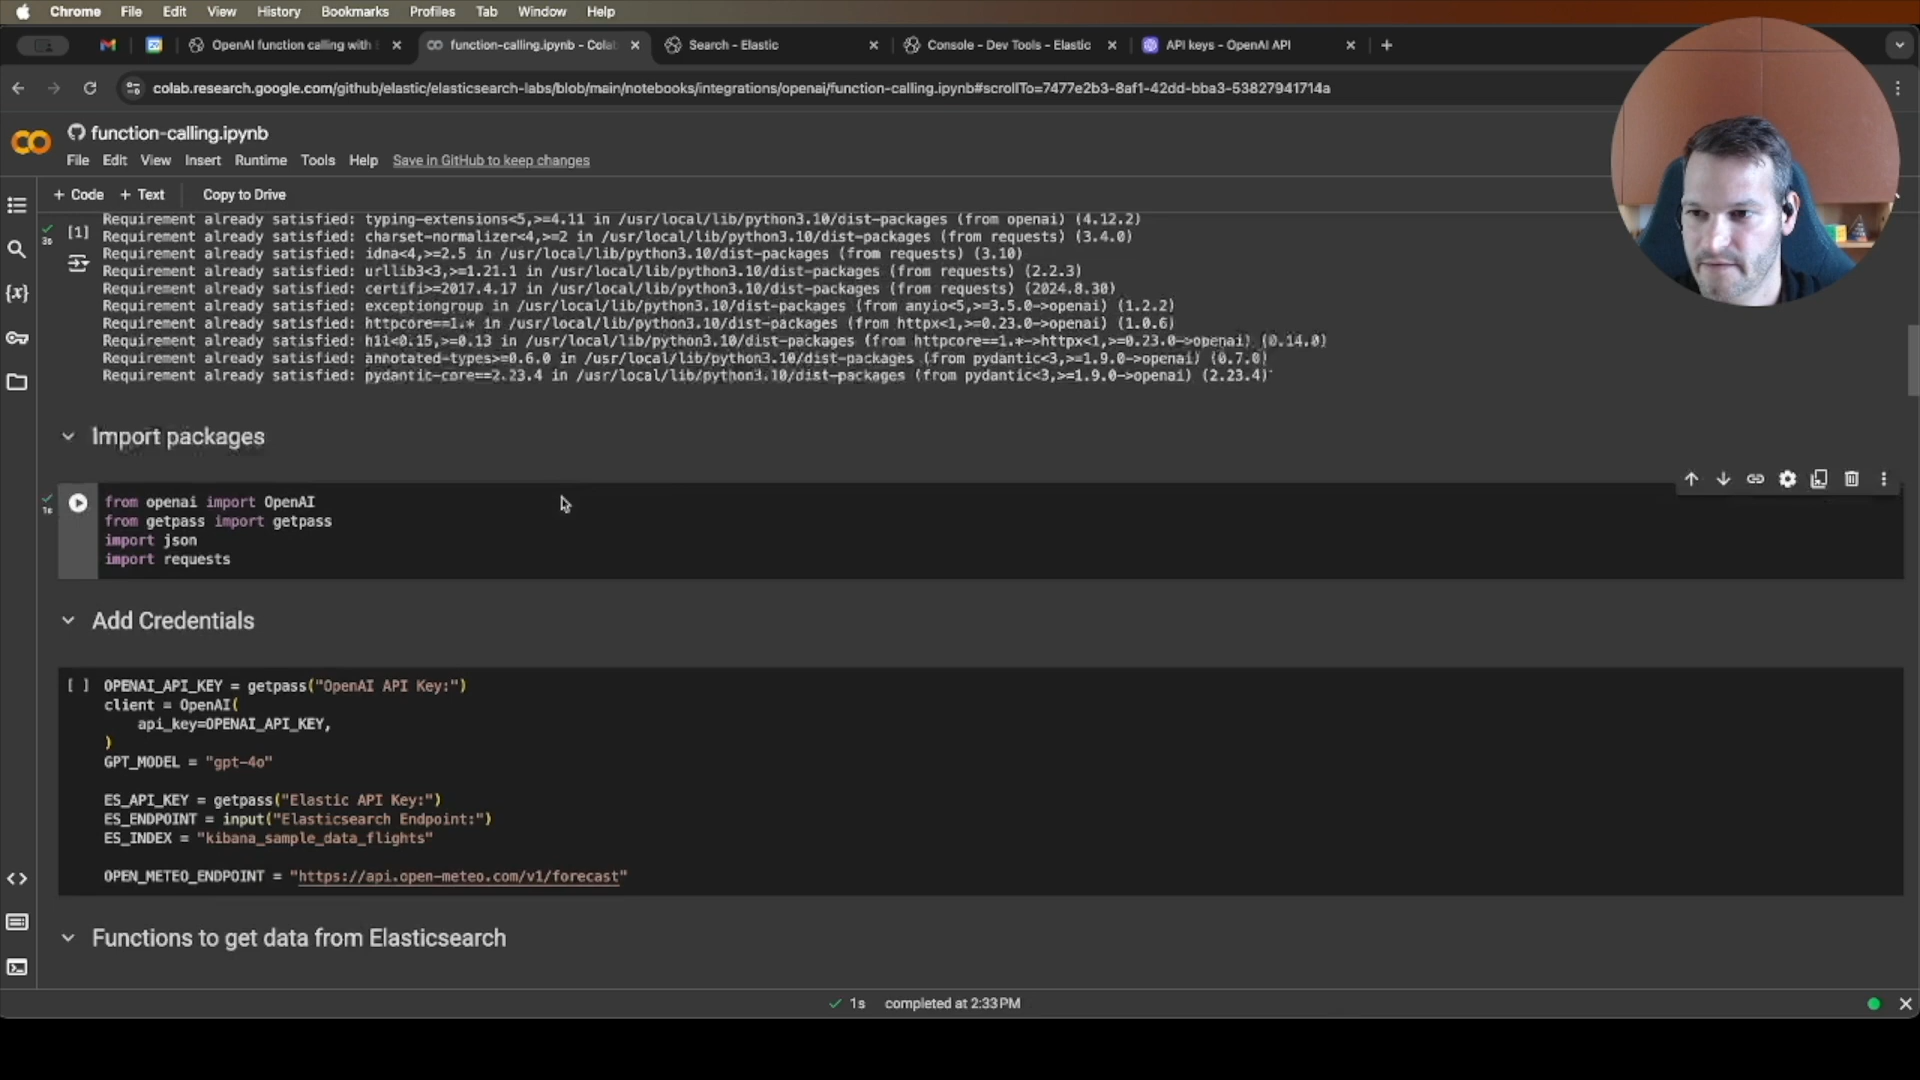 Chrome File Edit View History Bookmarks Profiles Tab Window Help
OpenAI function calling with
function-calling.ipynb - Colab
Search - Elastic
Console - Dev Tools - Elastic
API keys - OpenAI API
colab.research.google.com/github/elastic/elasticsearch-labs/blob/main/notebooks/integrations/openai/function-calling.ipynb#scrollTo=7477e2b3-8af1-42dd-bba3-53827941714a
function-calling.ipynb
File Edit View Insert Runtime Tools Help Save in GitHub to keep changes
+ Code + Text Copy to Drive
Requirement already satisfied: typing-extensions<5,>=4.11 in /usr/local/lib/python3.10/dist-packages (from openai) (4.12.2)
[1] Requirement already satisfied: charset-normalizer<4,>=2 in /usr/local/lib/python3.10/dist-packages (from requests) (3.4.0)
3s
Requirement already satisfied: idna<4,>=2.5 in /usr/local/lib/python3.10/dist-packages (from requests) (3.10)
Requirement already satisfied: urllib3<3,>=1.21.1 in /usr/local/lib/python3.10/dist-packages (from requests) (2.2.3)
Requirement already satisfied: certifi>=2017.4.17 in /usr/local/lib/python3.10/dist-packages (from requests) (2024.8.30)
Requirement already satisfied: exceptiongroup in /usr/local/lib/python3.10/dist-packages (from anyio<5,>=3.5.0->openai) (1.2.2)
Requirement already satisfied: httpcore==1.* in /usr/local/lib/python3.10/dist-packages (from httpx<1,>=0.23.0->openai) (1.0.6)
Requirement already satisfied: h11<0.15,>=0.13 in /usr/local/lib/python3.10/dist-packages (from httpcore==1.*->httpx<1,>=0.23.0->openai) (0.14.0)
Requirement already satisfied: annotated-types>=0.6.0 in /usr/local/lib/python3.10/dist-packages (from pydantic<3,>=1.9.0->openai) (0.7.0)
Requirement already satisfied: pydantic-core==2.23.4 in /usr/local/lib/python3.10/dist-packages (from pydantic<3,>=1.9.0->openai) (2.23.4)
Import packages
1s
from openai import OpenAI
from getpass import getpass
import json
import requests
Add Credentials
[ ] OPENAI_API_KEY = getpass("OpenAI API Key:")
client = OpenAI(
api_key=OPENAI_API_KEY,
)
GPT_MODEL = "gpt-4o"
ES_API_KEY = getpass("Elastic API Key:")
ES_ENDPOINT = input("Elasticsearch Endpoint:")
ES_INDEX = "kibana_sample_data_flights"
OPEN_METEO_ENDPOINT = "https://api.open-meteo.com/v1/forecast"
Functions to get data from Elasticsearch
1s completed at 2:33 PM